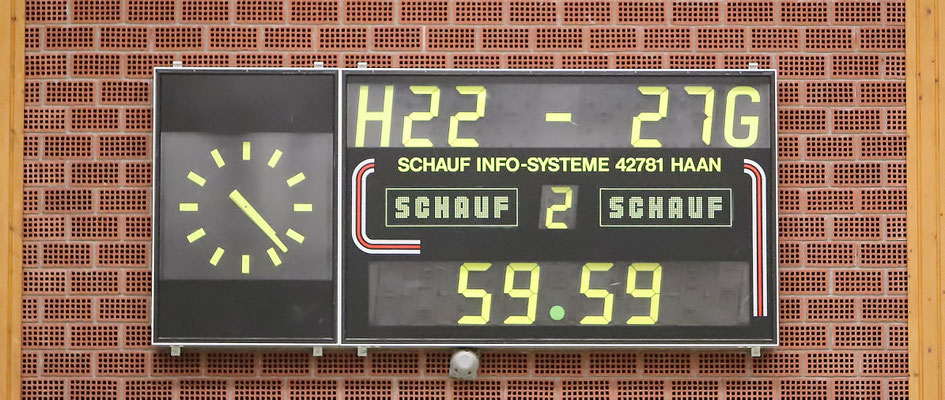 H22 - 27G
SCHAUF INFO-SYSTEME 42781 HAAN
SCHAUF 2 SCHAUF
59.59